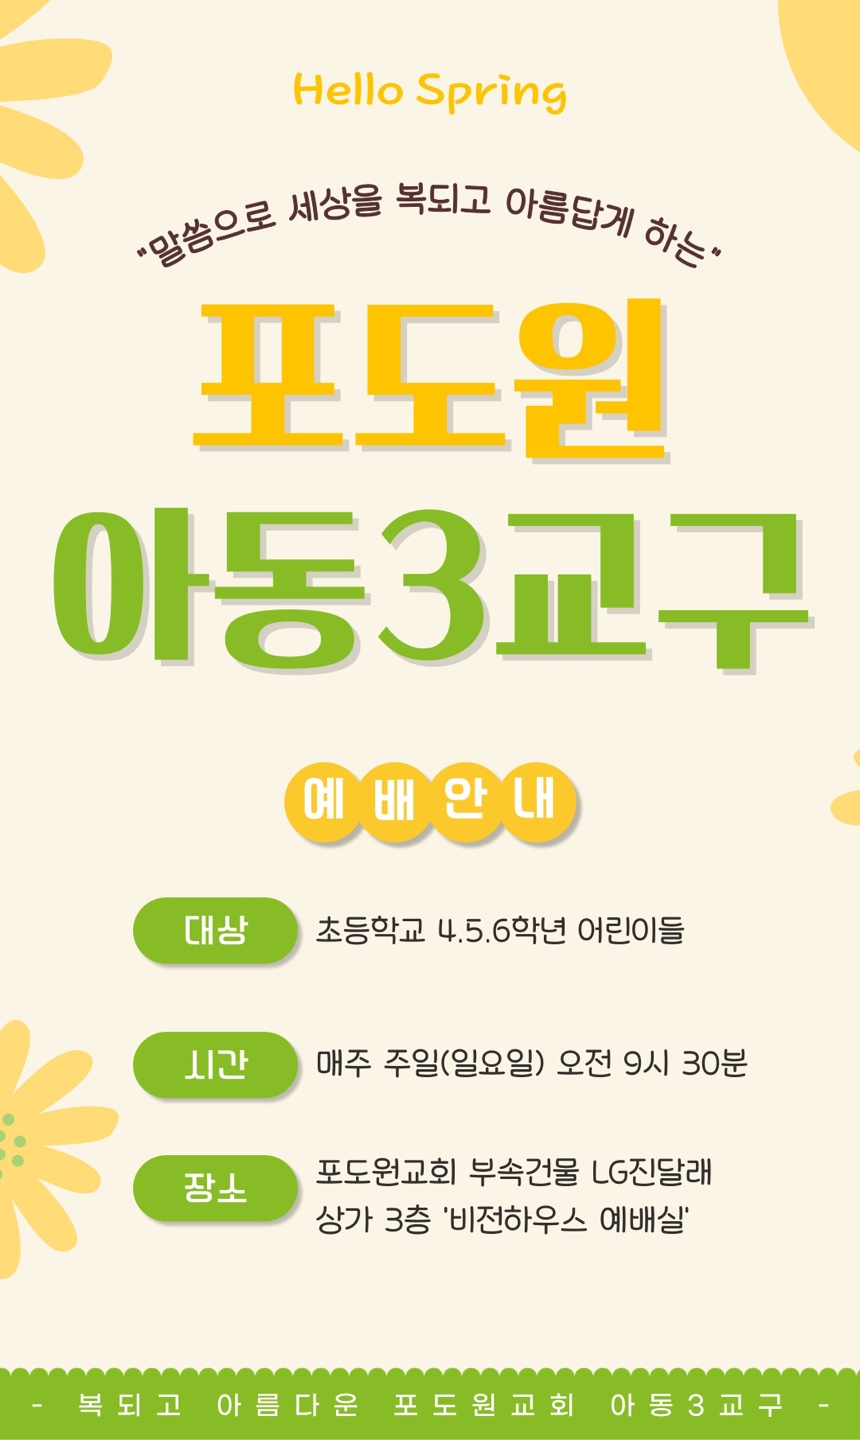 Hello Spring
"말씀으로 세상을 복되고 아름답게 하는"
포도원
아동3교구
예배안내
대상 초등학교 4.5.6학년 어린이들
시간 매주 주일(일요일) 오전 9시 30분
장소 포도원교회 부속건물 LG진달래
상가 3층 '비전하우스 예배실'
- 복되고 아름다운 포도원교회 아동3교구 -